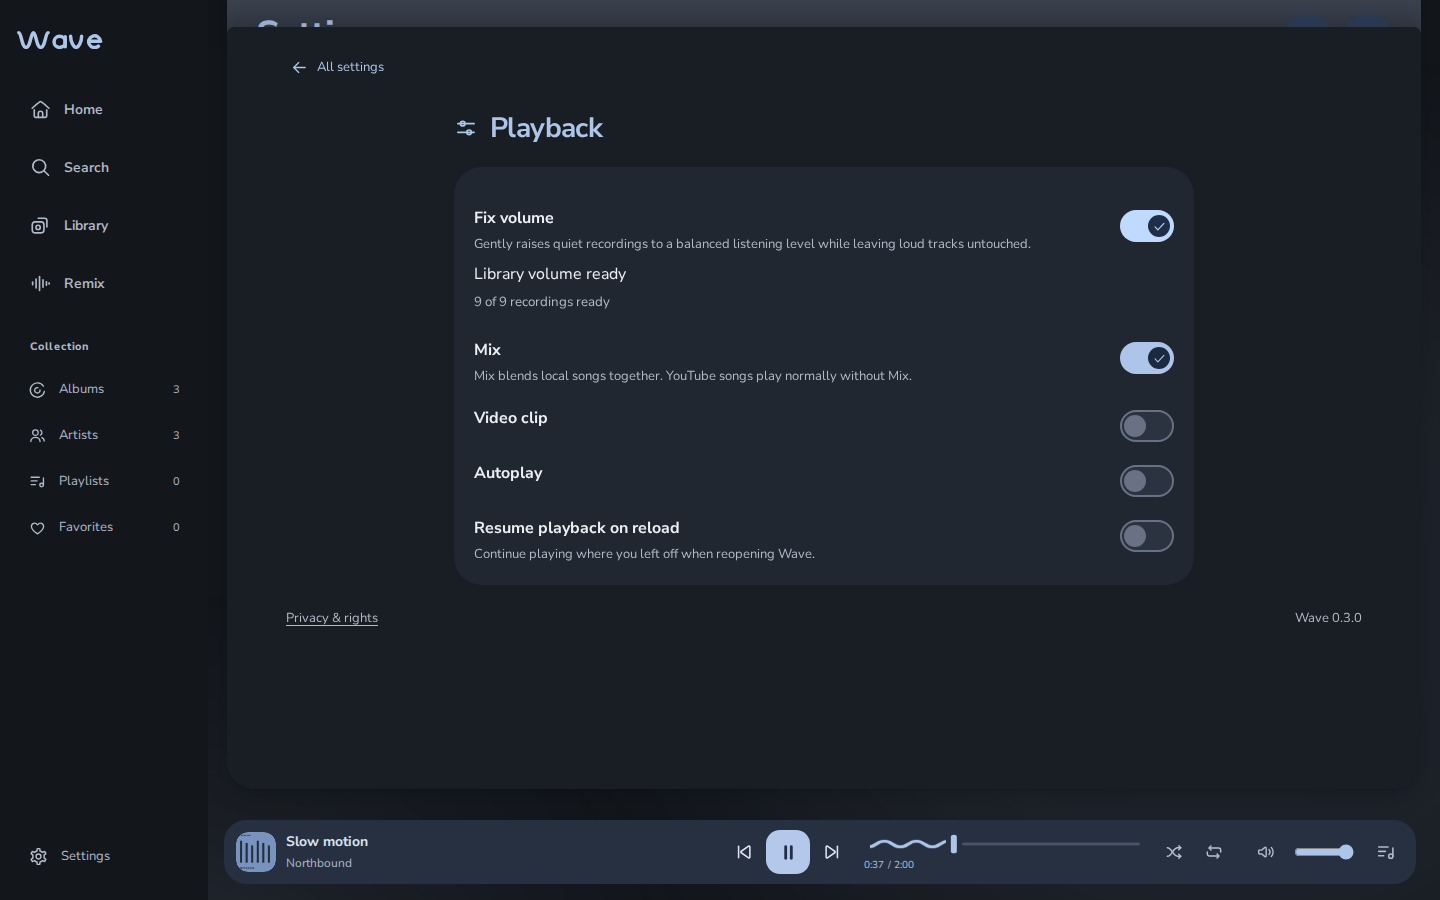 Wave
Home
Search
Library
Remix
Collection
Albums 3
Artists 3
Playlists 0
Favorites 0
Settings
All settings
Playback
Fix volume
Gently raises quiet recordings to a balanced listening level while leaving loud tracks untouched.
Library volume ready
9 of 9 recordings ready
Mix
Mix blends local songs together. YouTube songs play normally without Mix.
Video clip
Autoplay
Resume playback on reload
Continue playing where you left off when reopening Wave.
Privacy & rights
Wave 0.3.0
Slow motion
Northbound
0:37 / 2:00